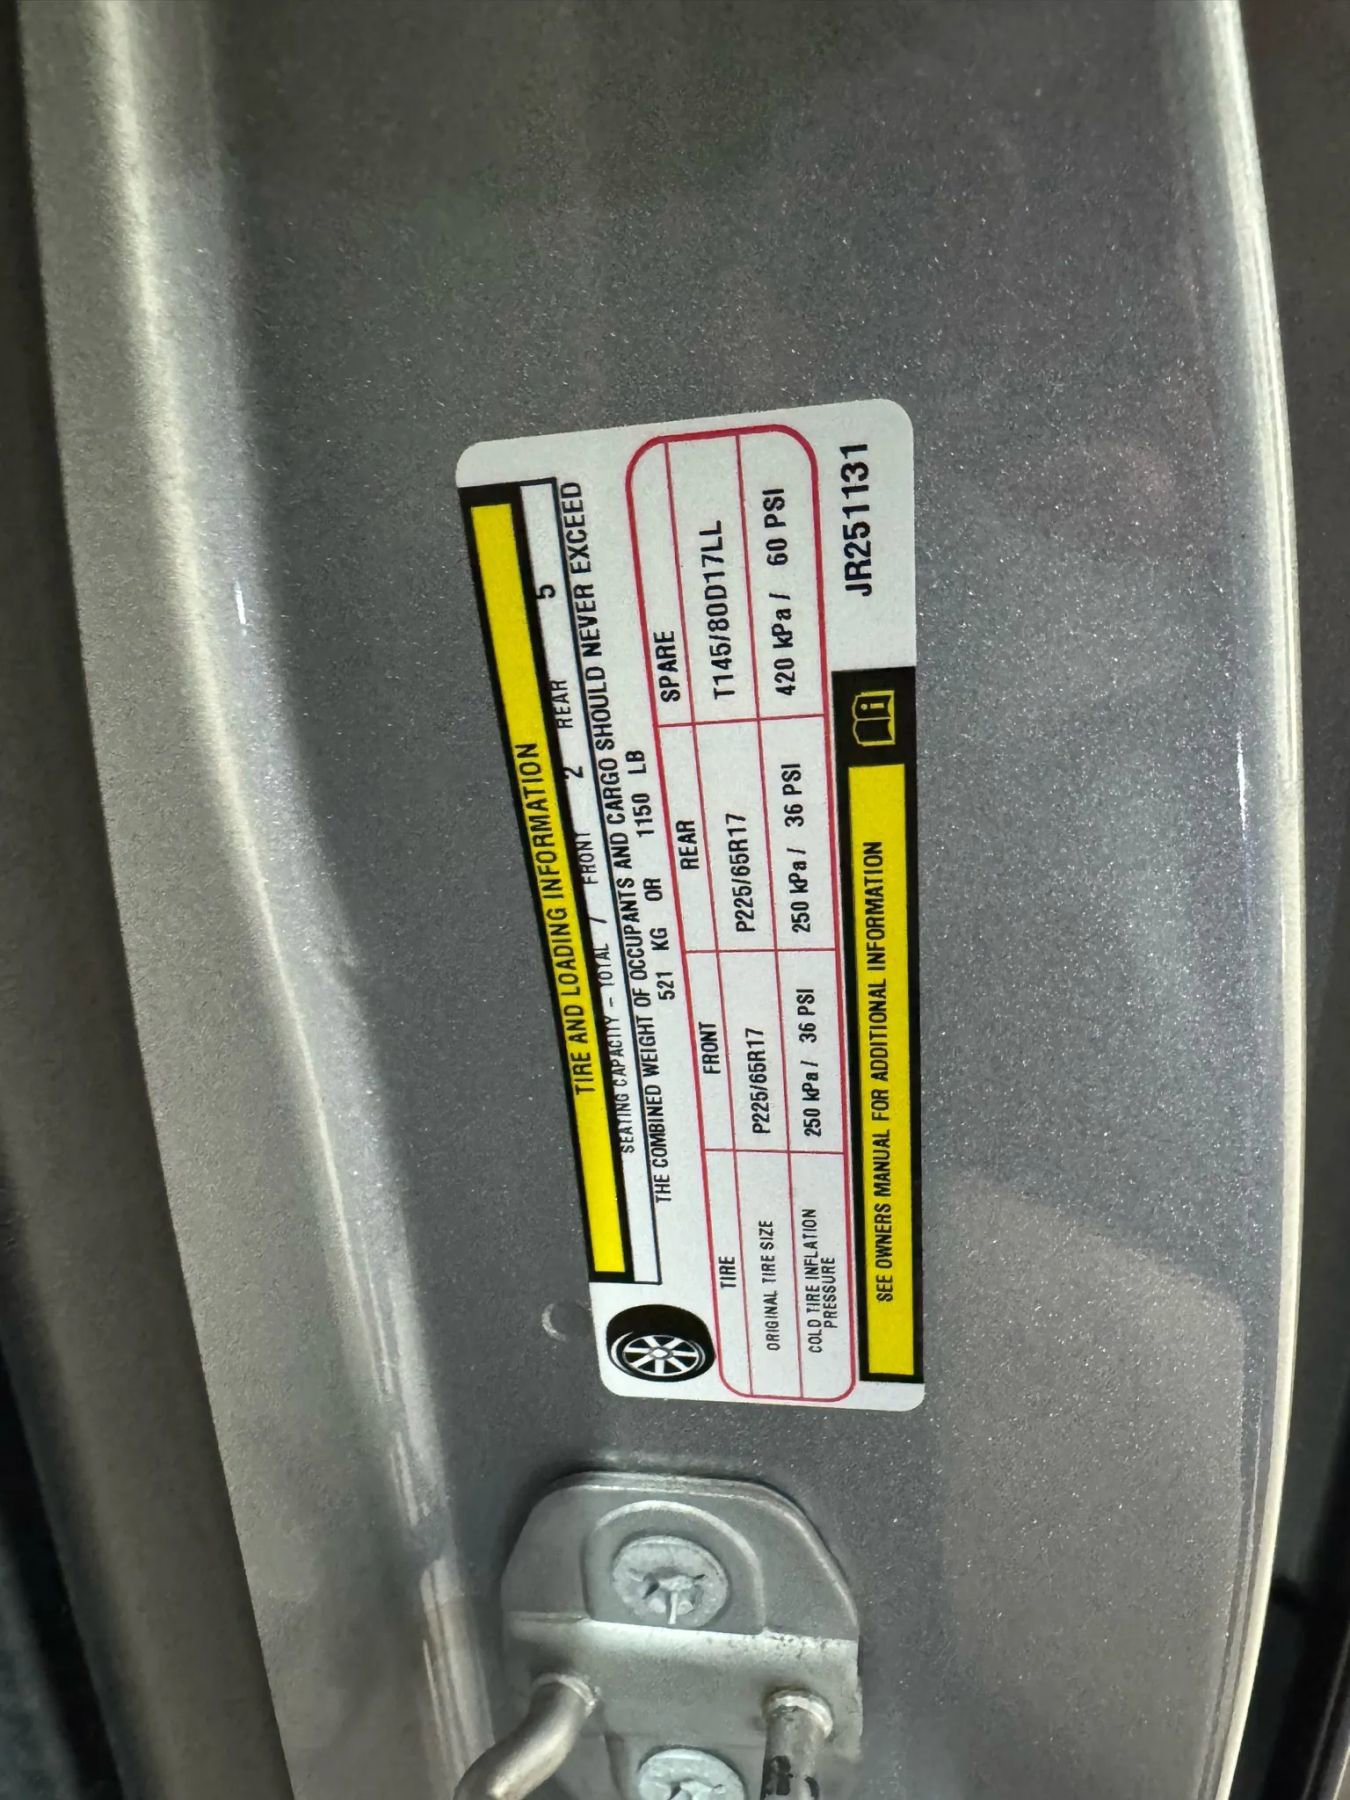 TIRE AND LOADING INFORMATION
SEATING CAPACITY – TOTAL / FRONT 2 REAR 5
THE COMBINED WEIGHT OF OCCUPANTS AND CARGO SHOULD NEVER EXCEED
521 KG OR 1150 LB
TIRE FRONT REAR SPARE
ORIGINAL TIRE SIZE P225/65R17 P225/65R17 T145/80D17LL
COLD TIRE INFLATION PRESSURE 250 kPa / 36 PSI 250 kPa / 36 PSI 420 kPa / 60 PSI
SEE OWNERS MANUAL FOR ADDITIONAL INFORMATION JR251131